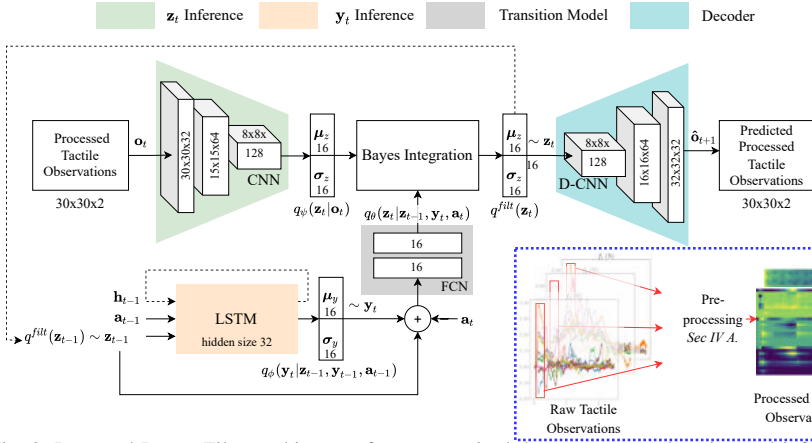 z_t Inference
y_t Inference
Transition Model
Decoder
Processed
Tactile
Observations
30x30x2
o_t
30x30x32
15x15x64
8x8x
128
CNN
μ_z
16
σ_z
16
q_ψ(z_t|o_t)
Bayes Integration
q_θ(z_t|z_{t−1}, y_t, a_t)
μ_z
16
σ_z
16
q^{filt}(z_t)
∼ z_t
16
D-CNN
8x8x
128
16x16x64
32x32x32
ô_{t+1}
Predicted
Processed
Tactile
Observations
30x30x2
16
16
FCN
h_{t−1}
a_{t−1}
q^{filt}(z_{t−1}) ∼ z_{t−1}
LSTM
hidden size 32
μ_y
16
σ_y
16
∼ y_t
q_ϕ(y_t|z_{t−1}, y_{t−1}, a_{t−1})
+
a_t
Pre-
processing
Sec IV A.
Raw Tactile
Observations
Processed
Observa